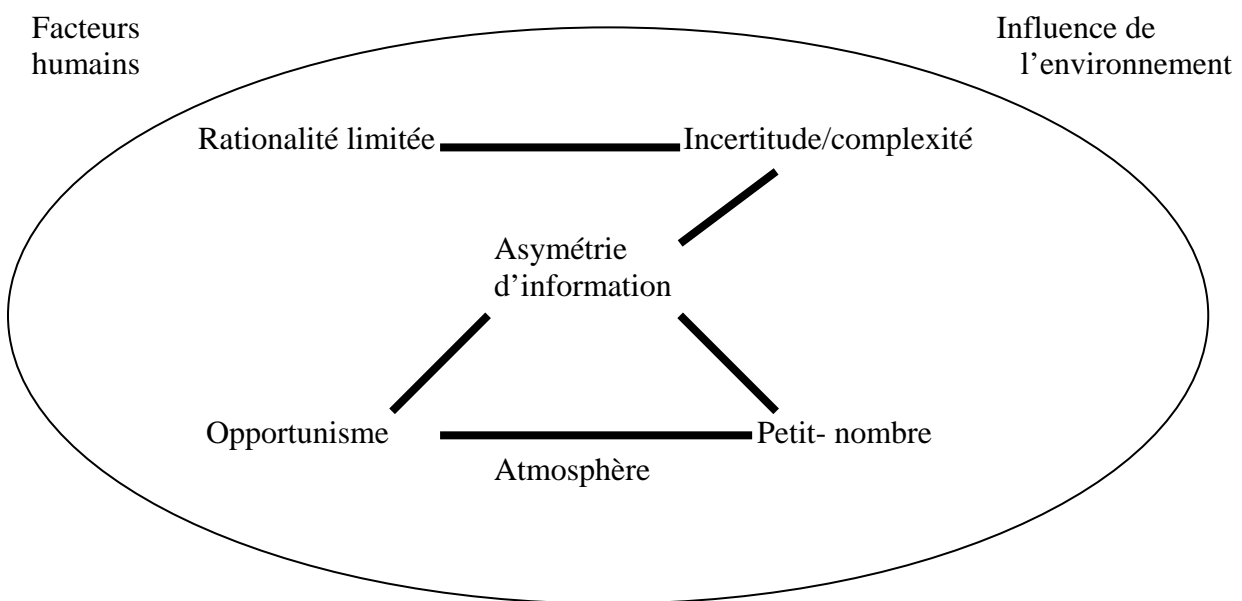 Facteurs
humains
Influence de
l’environnement
Rationalité limitée
Incertitude/complexité
Asymétrie
d’information
Opportunisme
Petit- nombre
Atmosphère